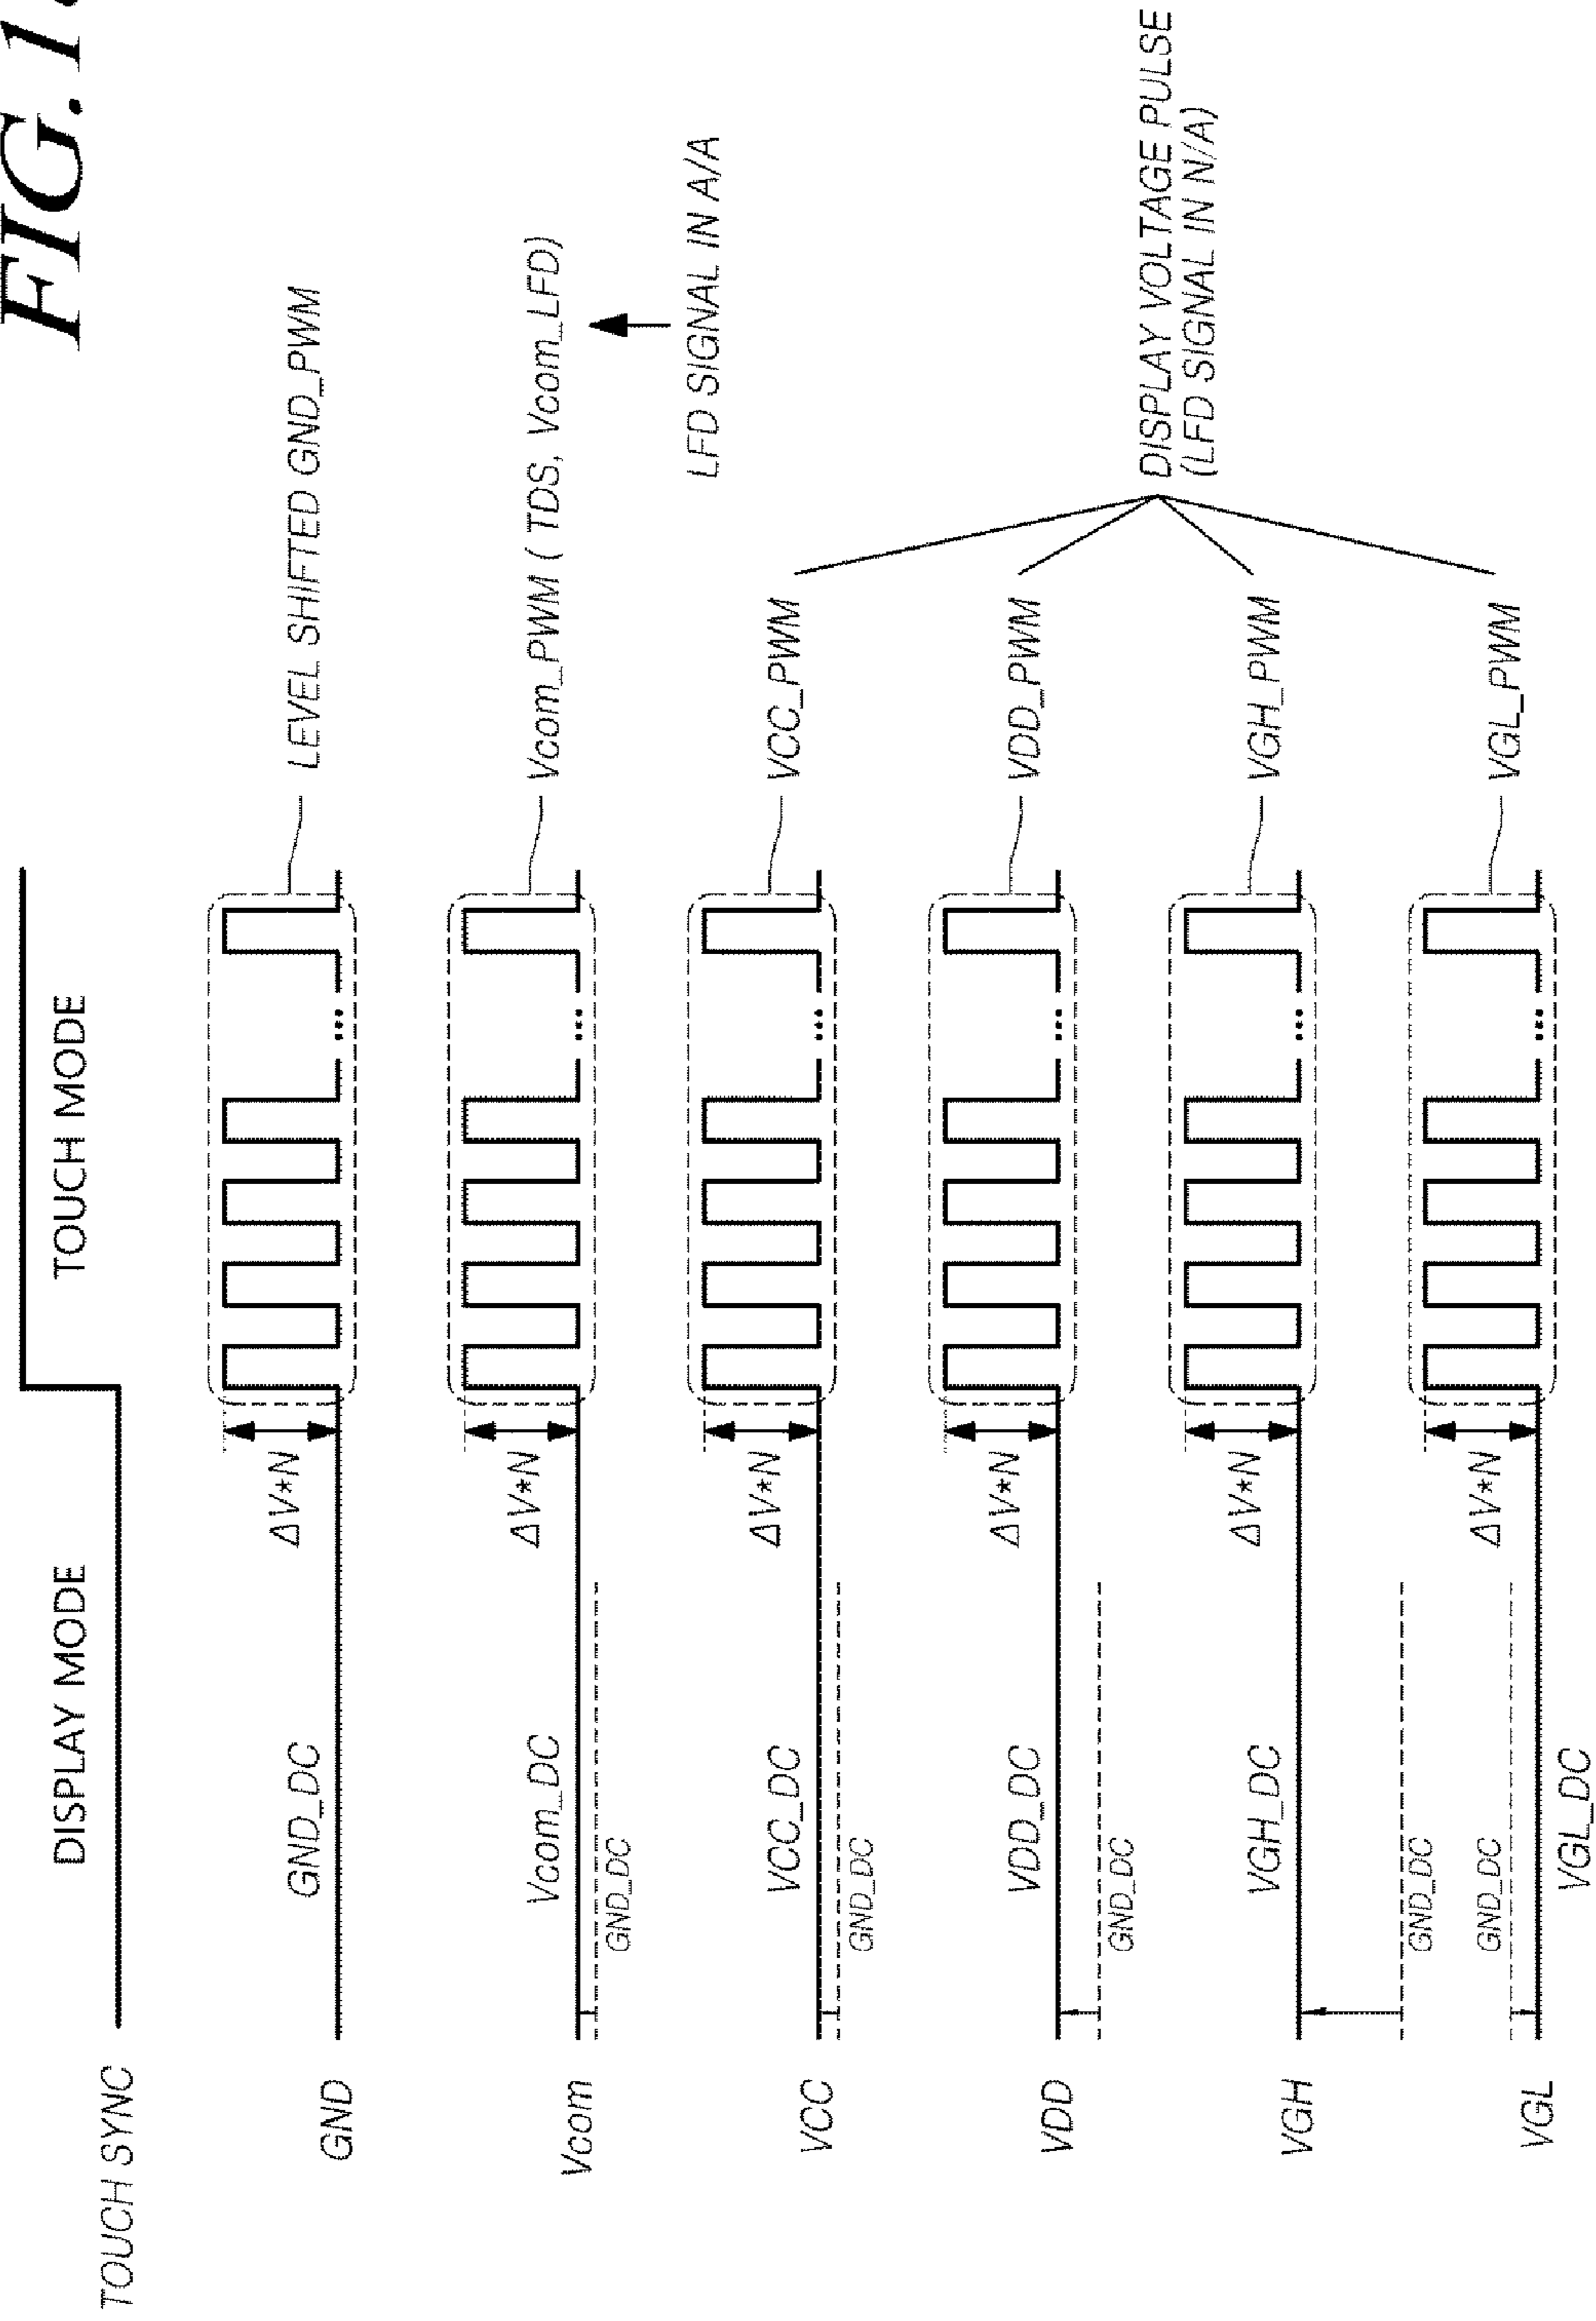 FIG.1
TOUCH SYNC
DISPLAY MODE
TOUCH MODE
GND
GND_DC
ΔV*N
LEVEL SHIFTED GND_PWM
Vcom
Vcom_DC
GND_DC
ΔV*N
Vcom_PWM ( TDS, Vcom_LFD)
LFD SIGNAL IN A/A
VCC
VCC_DC
GND_DC
ΔV*N
VCC_PWM
VDD
VDD_DC
GND_DC
ΔV*N
VDD_PWM
DISPLAY VOLTAGE PULSE
(LFD SIGNAL IN N/A)
VGH
VGH_DC
GND_DC
ΔV*N
VGH_PWM
VGL
GND_DC
VGL_DC
ΔV*N
VGL_PWM